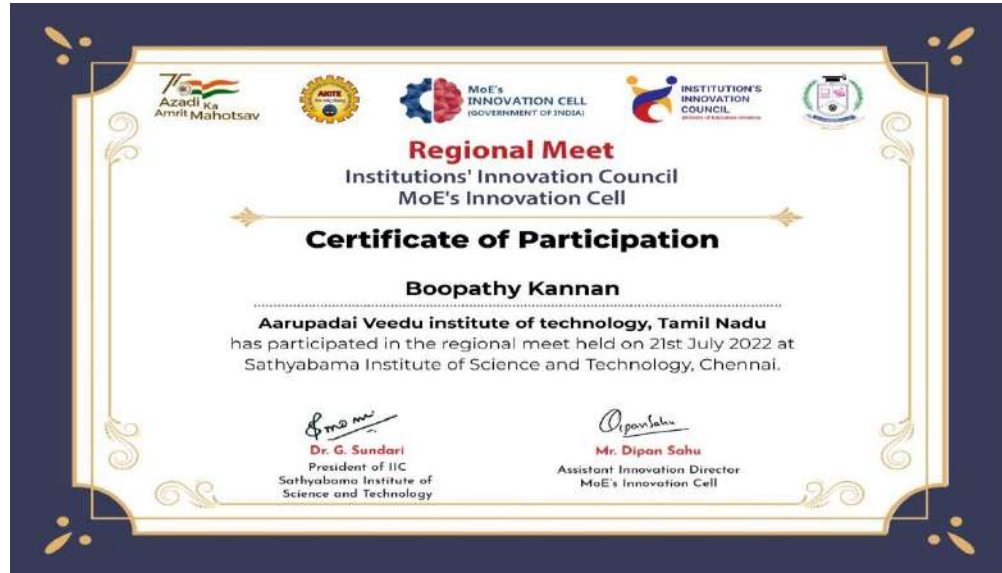 Azadi Ka
Amrit Mahotsav
MoE's
INNOVATION CELL
(GOVERNMENT OF INDIA)
INSTITUTION'S
INNOVATION
COUNCIL
Regional Meet
Institutions' Innovation Council
MoE's Innovation Cell
Certificate of Participation
Boopathy Kannan
Aarupadai Veedu institute of technology, Tamil Nadu
has participated in the regional meet held on 21st July 2022 at
Sathyabama Institute of Science and Technology, Chennai.
Dipan Sahu
Dr. G. Sundari
Mr. Dipan Sahu
President of IIC
Assistant Innovation Director
Sathyabama Institute of
MoE's Innovation Cell
Science and Technology